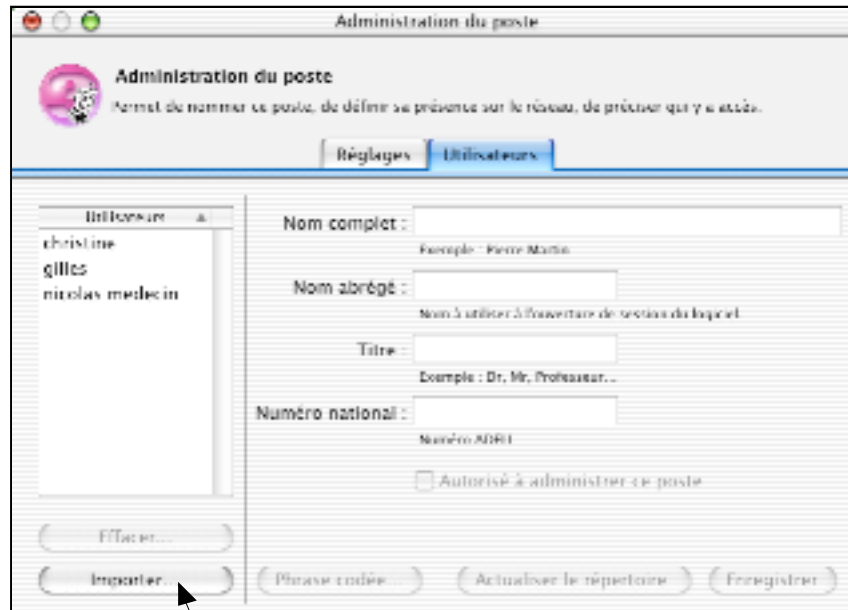 Administration du poste
Administration du poste
Permet de nommer ce poste, de définir sa présence sur le réseau, de préciser qui y a accès.
Réglages Utilisateurs
Utilisateurs
christine
gilles
nicolas medecin
Nom complet :
Exemple : Pierre Martin
Nom abrégé :
Nom à utiliser à l'ouverture de session du logiciel
Titre :
Exemple : Dr, Mr, Professeur...
Numéro national :
Numéro ADELI
Autorisé à administrer ce poste
Effacer...
Importer...
Phrase codée... Actualiser le répertoire Enregistrer